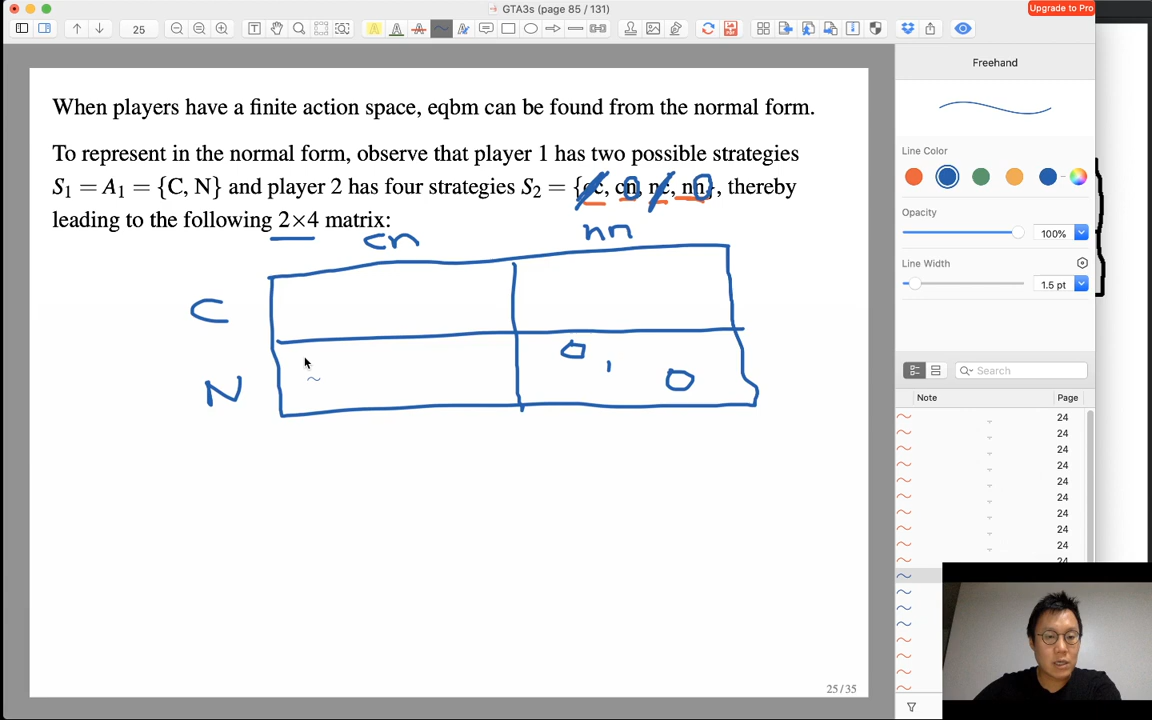 GTA3s (page 85 / 131)
Upgrade to Pro
25
Freehand
When players have a finite action space, eqbm can be found from the normal form.
To represent in the normal form, observe that player 1 has two possible strategies
S₁ = A₁ = {C, N} and player 2 has four strategies S₂ = {cc, cn, nc, nn}, thereby
leading to the following 2×4 matrix:
cn nn
C
N 0 , 0
25 / 35
Line Color
Opacity
100%
Line Width
1.5 pt
Search
Note Page
24
24
24
24
24
24
24
24
24
24